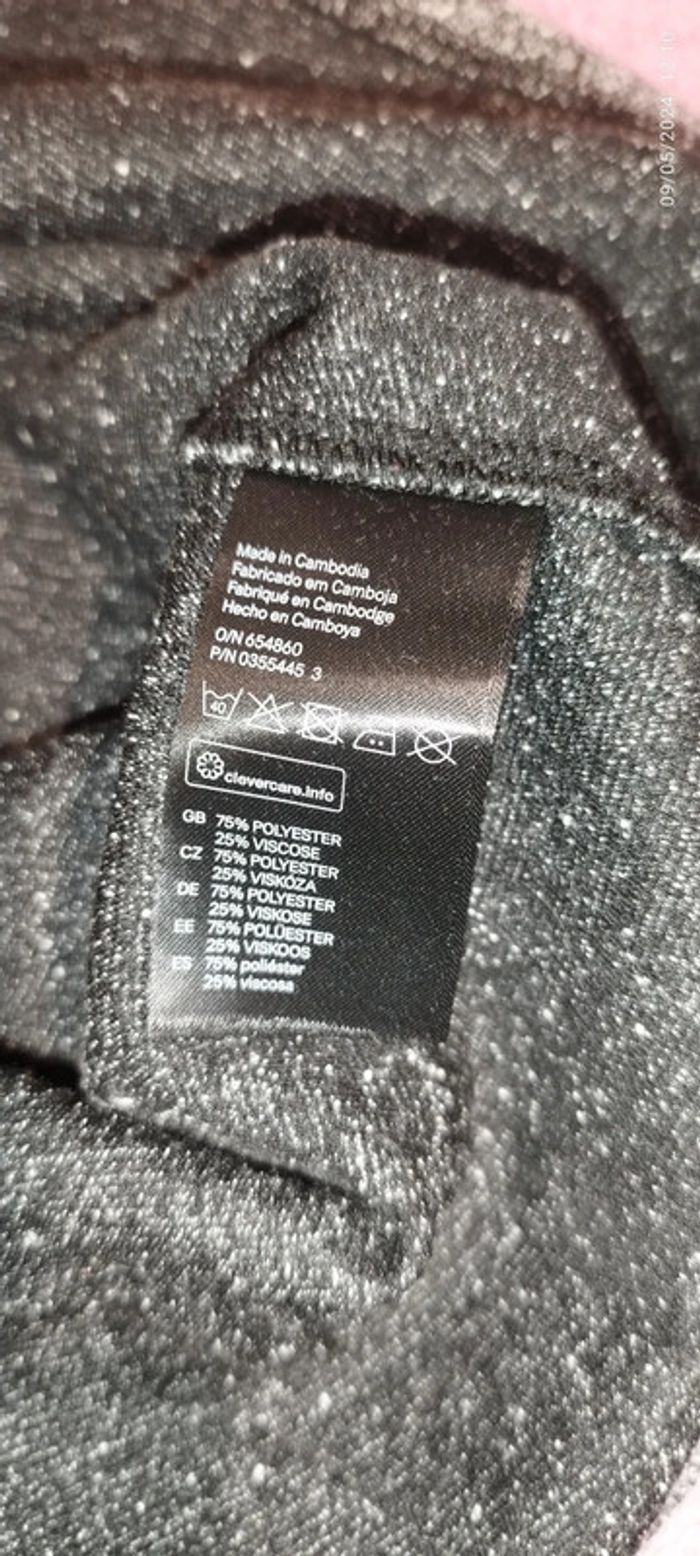 09/05/2024 12:10
Made in Cambodia
Fabricado em Camboja
Fabriqué en Cambodge
Hecho en Camboya
O/N 654860
P/N 0355445 3
40
clevercare.info
GB 75% POLYESTER
25% VISCOSE
CZ 75% POLYESTER
25% VISKÓZA
DE 75% POLYESTER
25% VISKOSE
EE 75% POLÜESTER
25% VISKOOS
ES 75% poliéster
25% viscosa